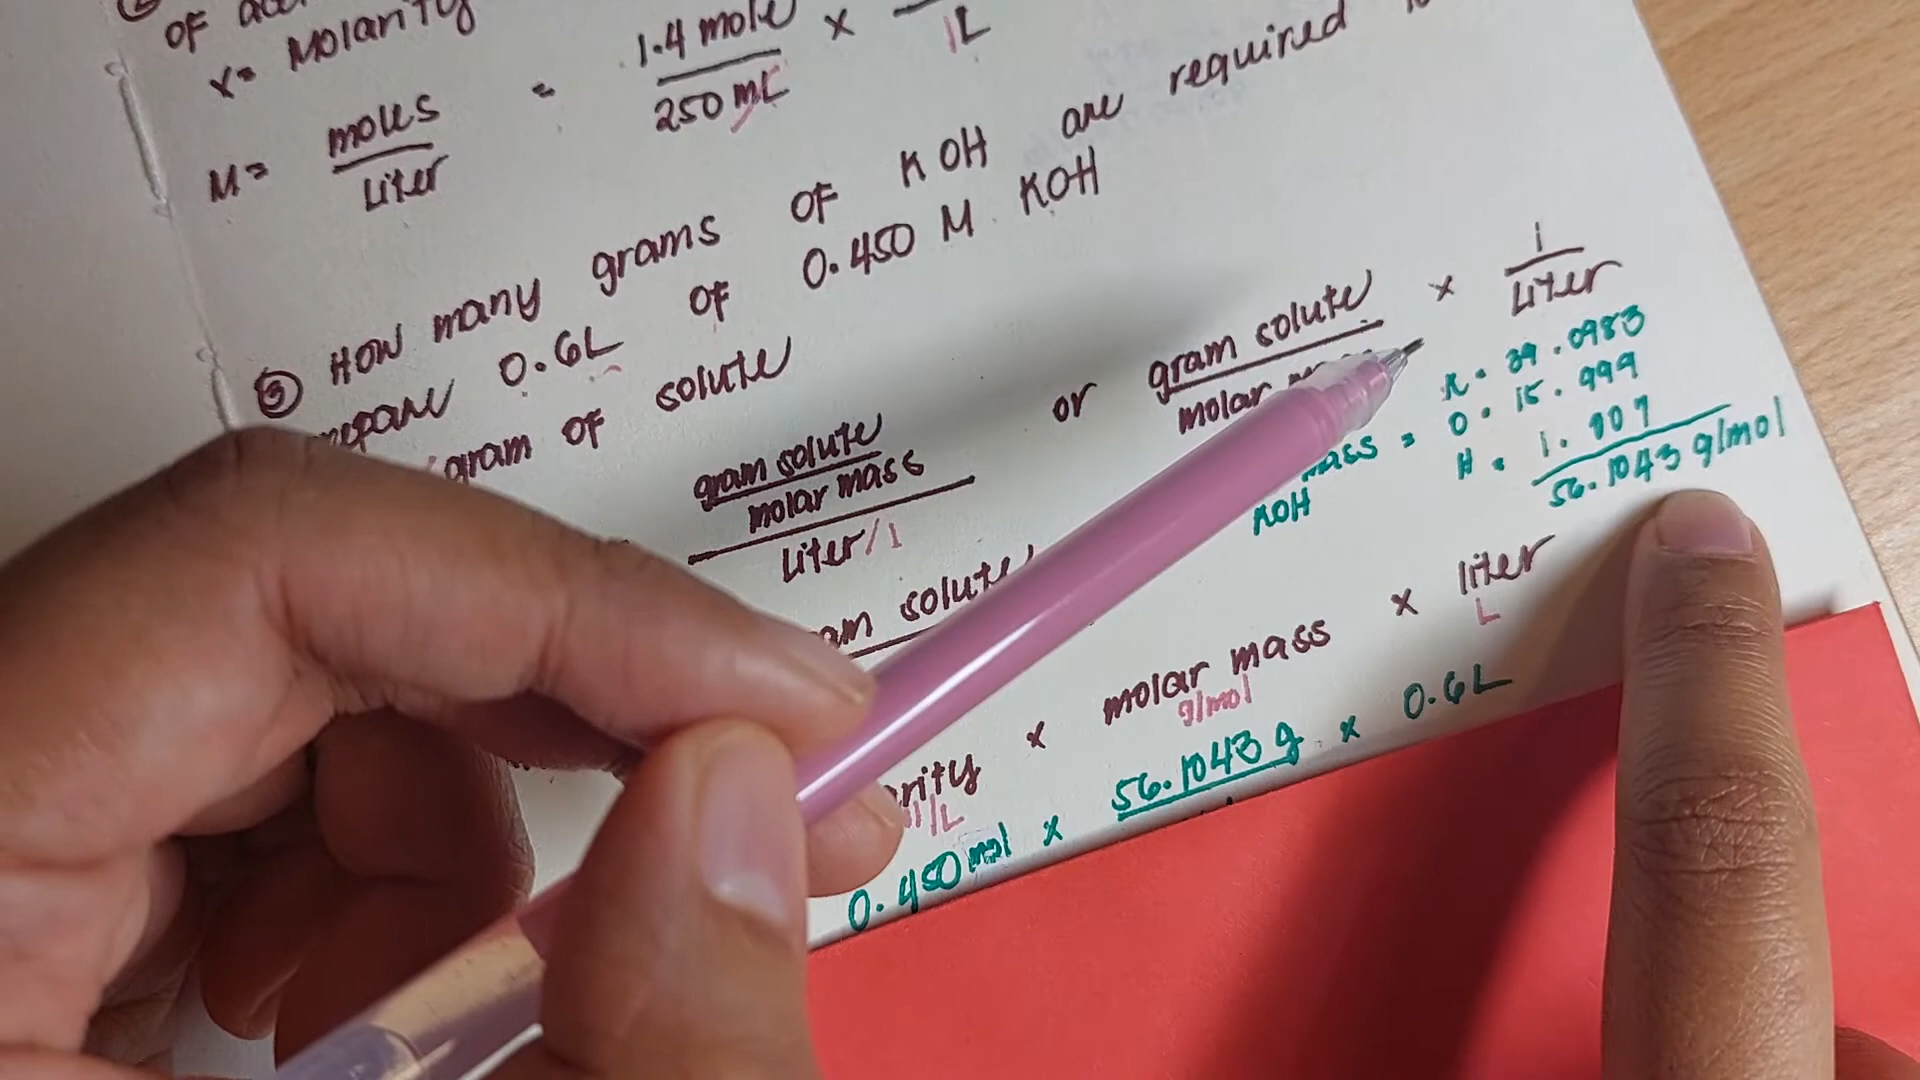 OF
X= Molarity
1.4 mole × 
M= moles = 250 mL 1L
Liter
③ How many grams OF KOH are required
0.6L OF 0.450 M KOH
gram OF solute
gram solute or gram solute × 1
molar mass molar Liter
Liter/1
mass = K = 39.0983
KOH O = 15.999
H = 1.007
56.1043 g/mol
solute
× molar mass × liter
g/mol L
/L
0.450 mol × 56.1043 g × 0.6L